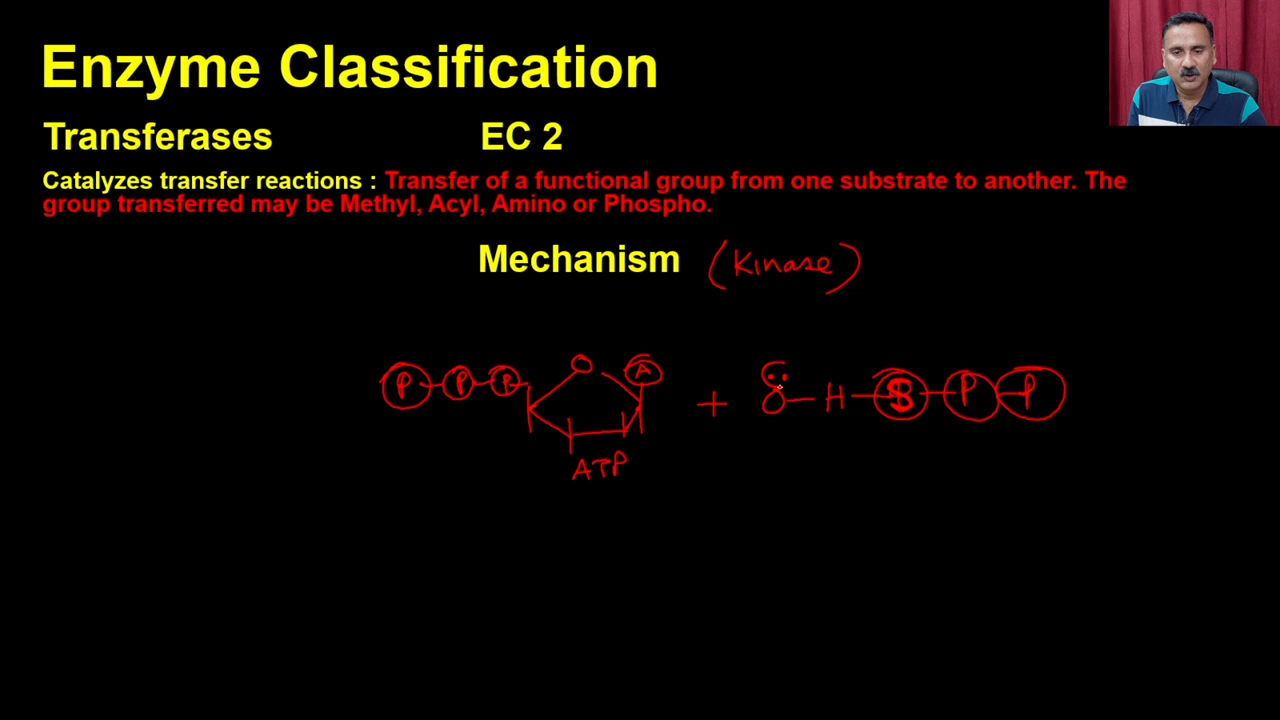 Enzyme Classification
Transferases EC 2
Catalyzes transfer reactions : Transfer of a functional group from one substrate to another. The
group transferred may be Methyl, Acyl, Amino or Phospho.
Mechanism (Kinase)
P-P-P O A + O-H-S-P-P
ATP